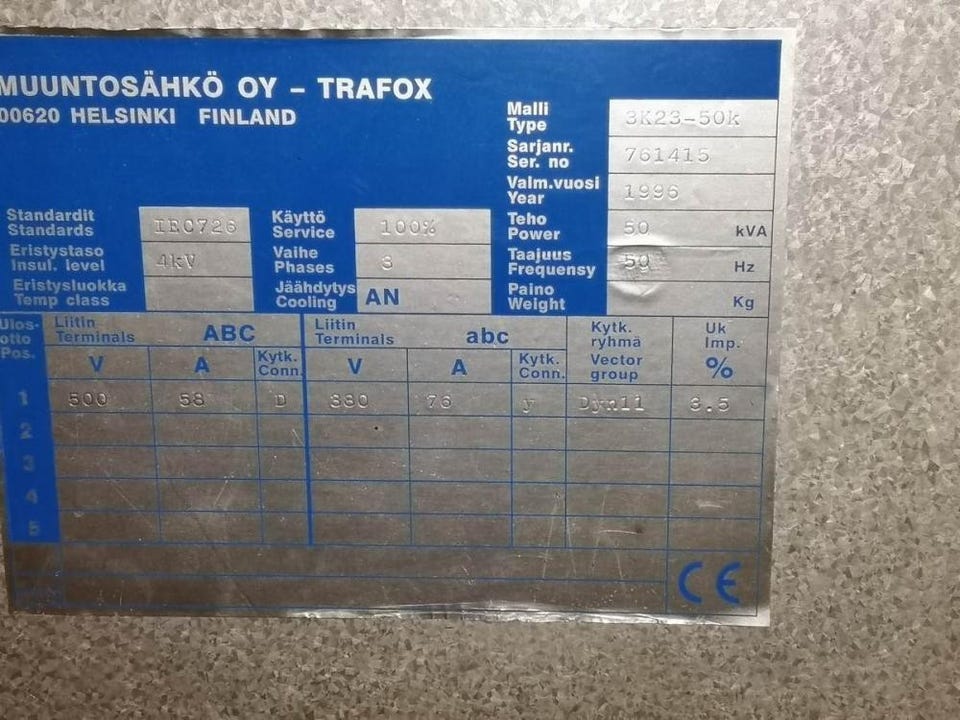 MUUNTOSÄHKÖ OY – TRAFOX
00620 HELSINKI FINLAND
Malli
Type
3K23-50k
Sarjanr.
Ser. no
761415
Valm.vuosi
Year
1996
Teho
Power
50 kVA
Taajuus
Frequensy
50 Hz
Paino
Weight
Kg
Standardit
Standards
IEC726
Eristystaso
Insul. level
4kV
Eristysluokka
Temp class
Käyttö
Service
100%
Vaihe
Phases
3
Jäähdytys
Cooling
AN
Ulos-
otto
Pos.
Liitin
Terminals ABC
Liitin
Terminals abc
Kytk.
ryhmä
Vector
group
Uk
Imp.
%
V A Kytk.
Conn.
V A Kytk.
Conn.
1 500 58 D 380 76 y Dyn11 3.5
2
3
4
5
CE